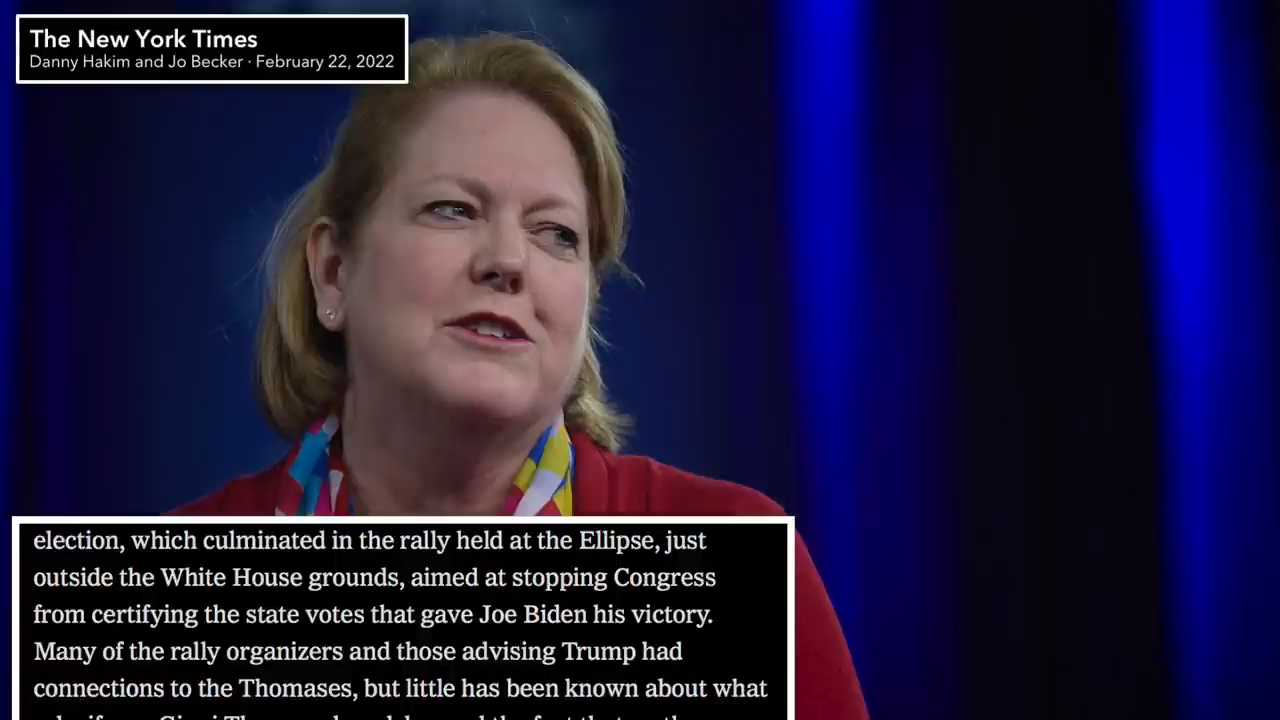 The New York Times
Danny Hakim and Jo Becker · February 22, 2022
election, which culminated in the rally held at the Ellipse, just
outside the White House grounds, aimed at stopping Congress
from certifying the state votes that gave Joe Biden his victory.
Many of the rally organizers and those advising Trump had
connections to the Thomases, but little has been known about what